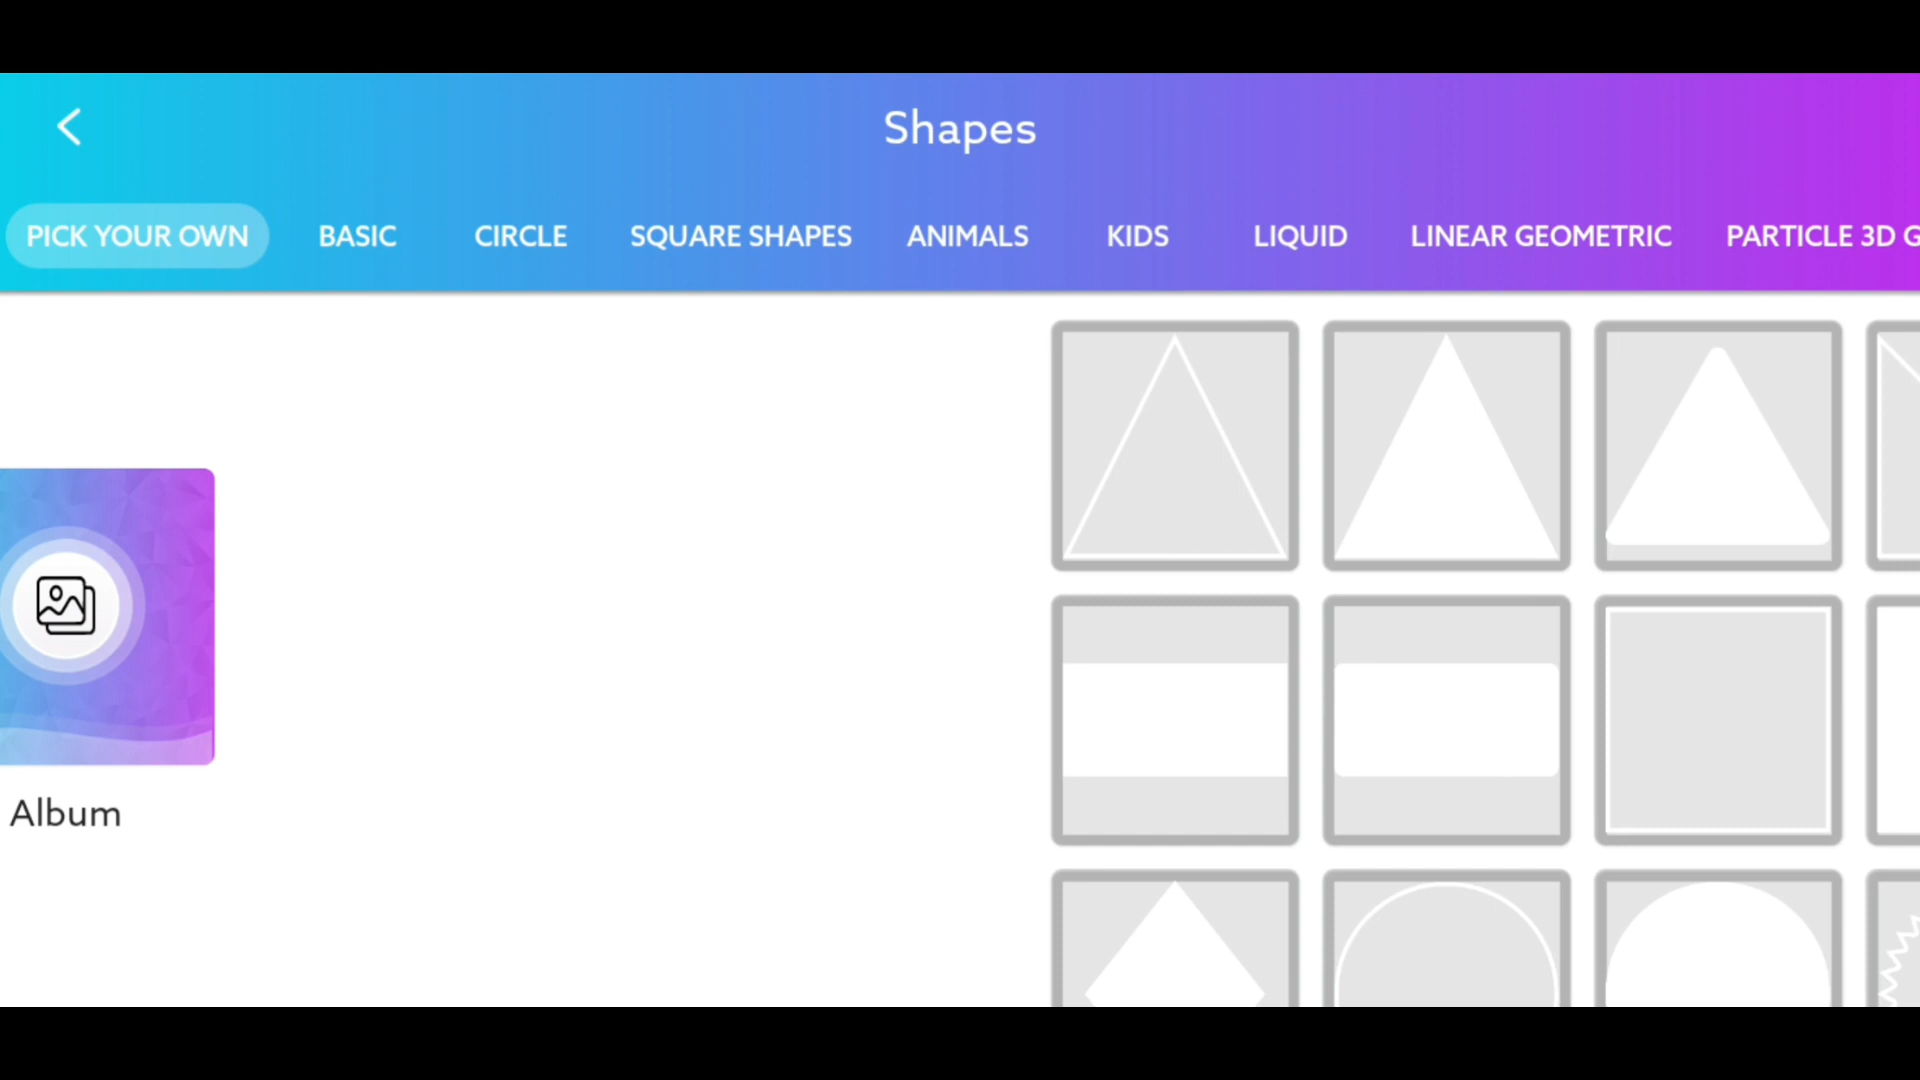 Shapes
PICK YOUR OWN BASIC CIRCLE SQUARE SHAPES ANIMALS KIDS LIQUID LINEAR GEOMETRIC PARTICLE 3D G
Album